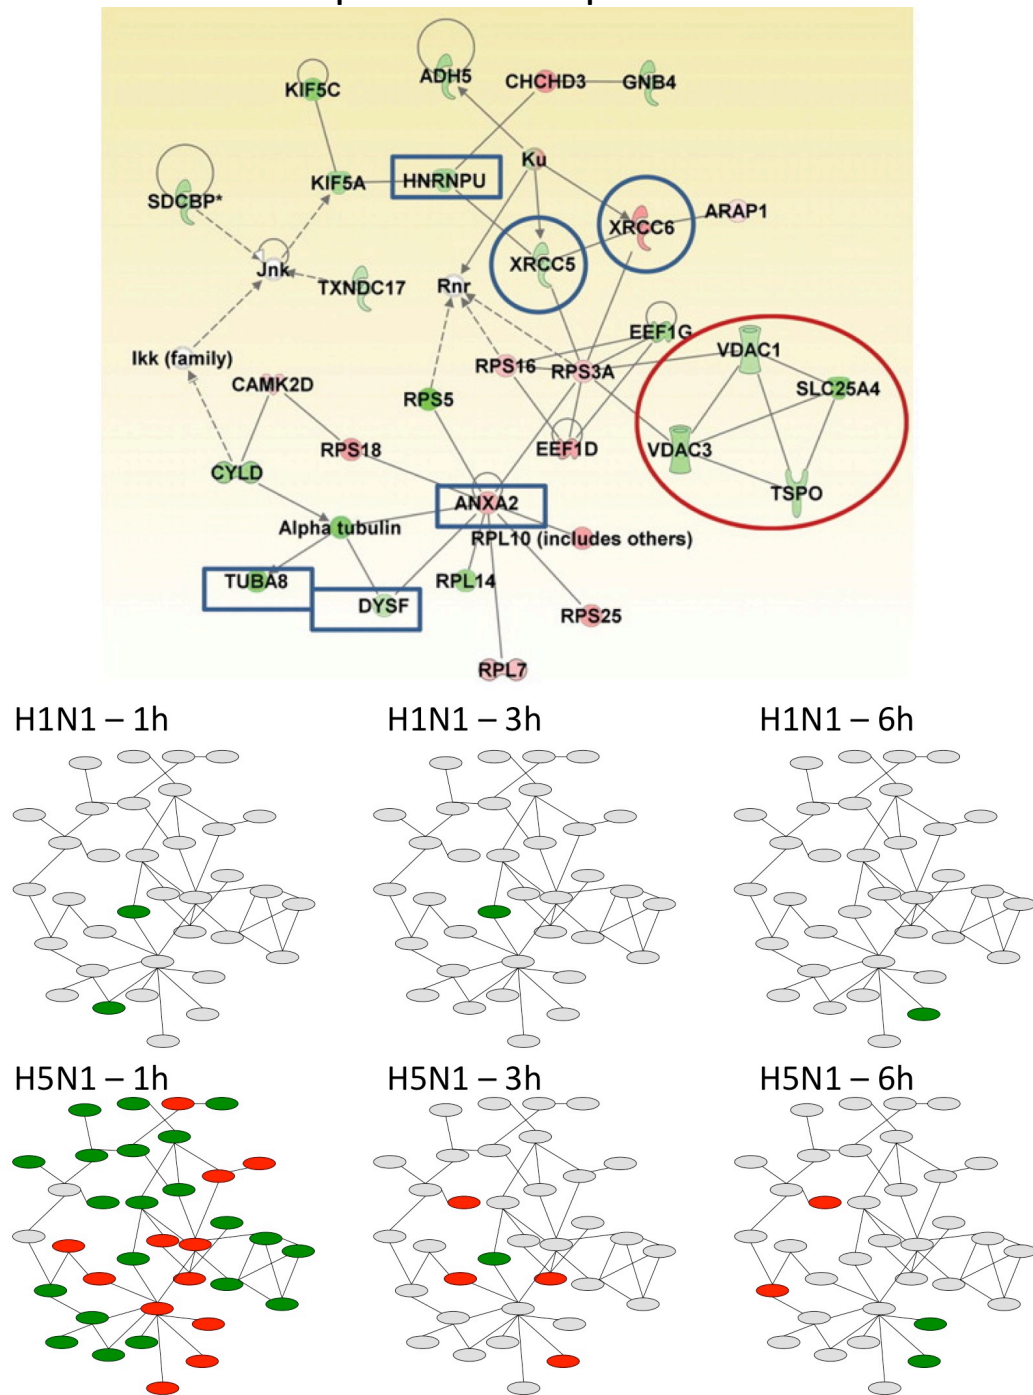 ADH5
CHCHD3
GNB4
KIF5C
Ku
KIF5A
HNRNPU
SDCBP*
ARAP1
XRCC6
XRCC5
Jnk
TXNDC17
Rnr
EEF1G
VDAC1
Ikk (family)
RPS16
RPS3A
CAMK2D
SLC25A4
RPS5
RPS18
EEF1D
VDAC3
CYLD
TSPO
ANXA2
Alpha tubulin
RPL10 (includes others)
TUBA8
RPL14
DYSF
RPS25
RPL7
H1N1 – 1h
H1N1 – 3h
H1N1 – 6h
H5N1 – 1h
H5N1 – 3h
H5N1 – 6h